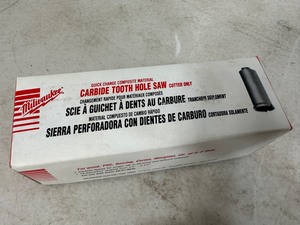 Milwaukee
QUICK CHANGE COMPOSITE MATERIAL
CARBIDE TOOTH HOLE SAW CUTTER ONLY
CHANGEMENT RAPIDE POUR MATERIAUX COMPOSÉS
SCIE À GUICHET À DENTS AU CARBURE TRANCHOIR SEULEMENT
MATERIAL COMPUESTO DE CAMBIO RÁPIDO
SIERRA PERFORADORA CON DIENTES DE CARBURO CORTADORA SOLAMENTE